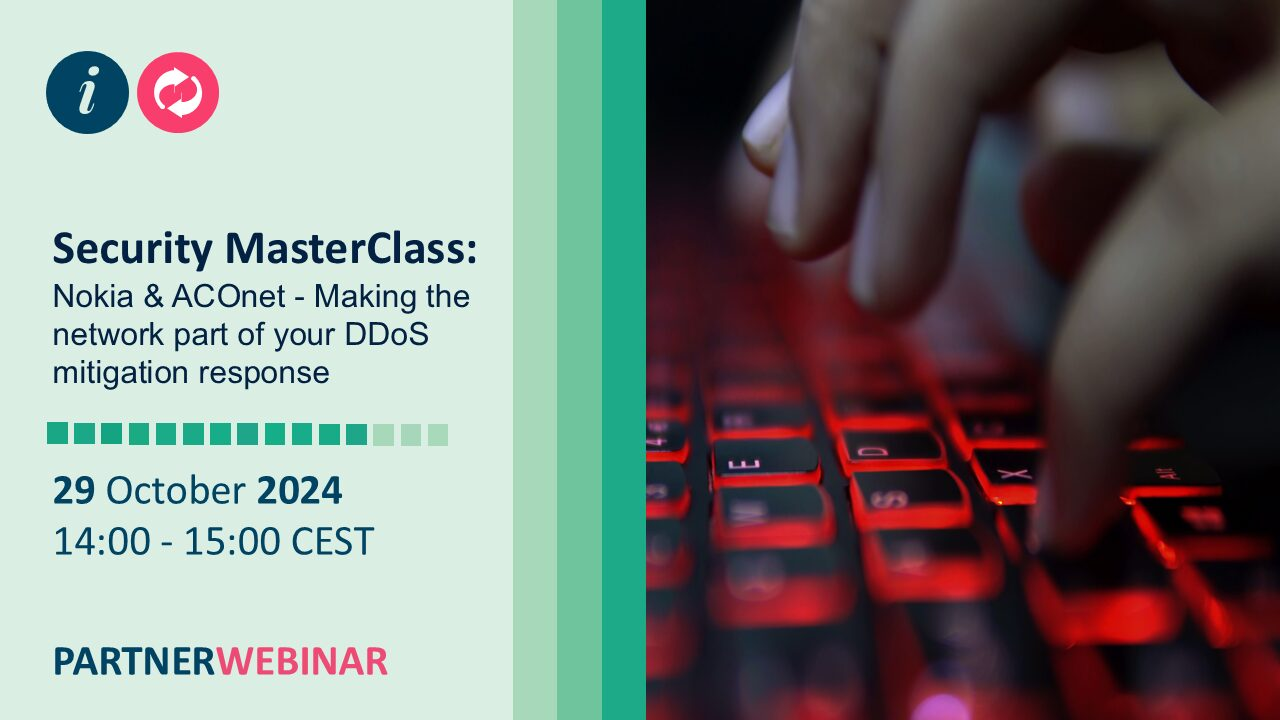 i
Security MasterClass:
Nokia & ACOnet - Making the
network part of your DDoS
mitigation response
29 October 2024
14:00 - 15:00 CEST
PARTNERWEBINAR
E
D
X
Alt
S
W